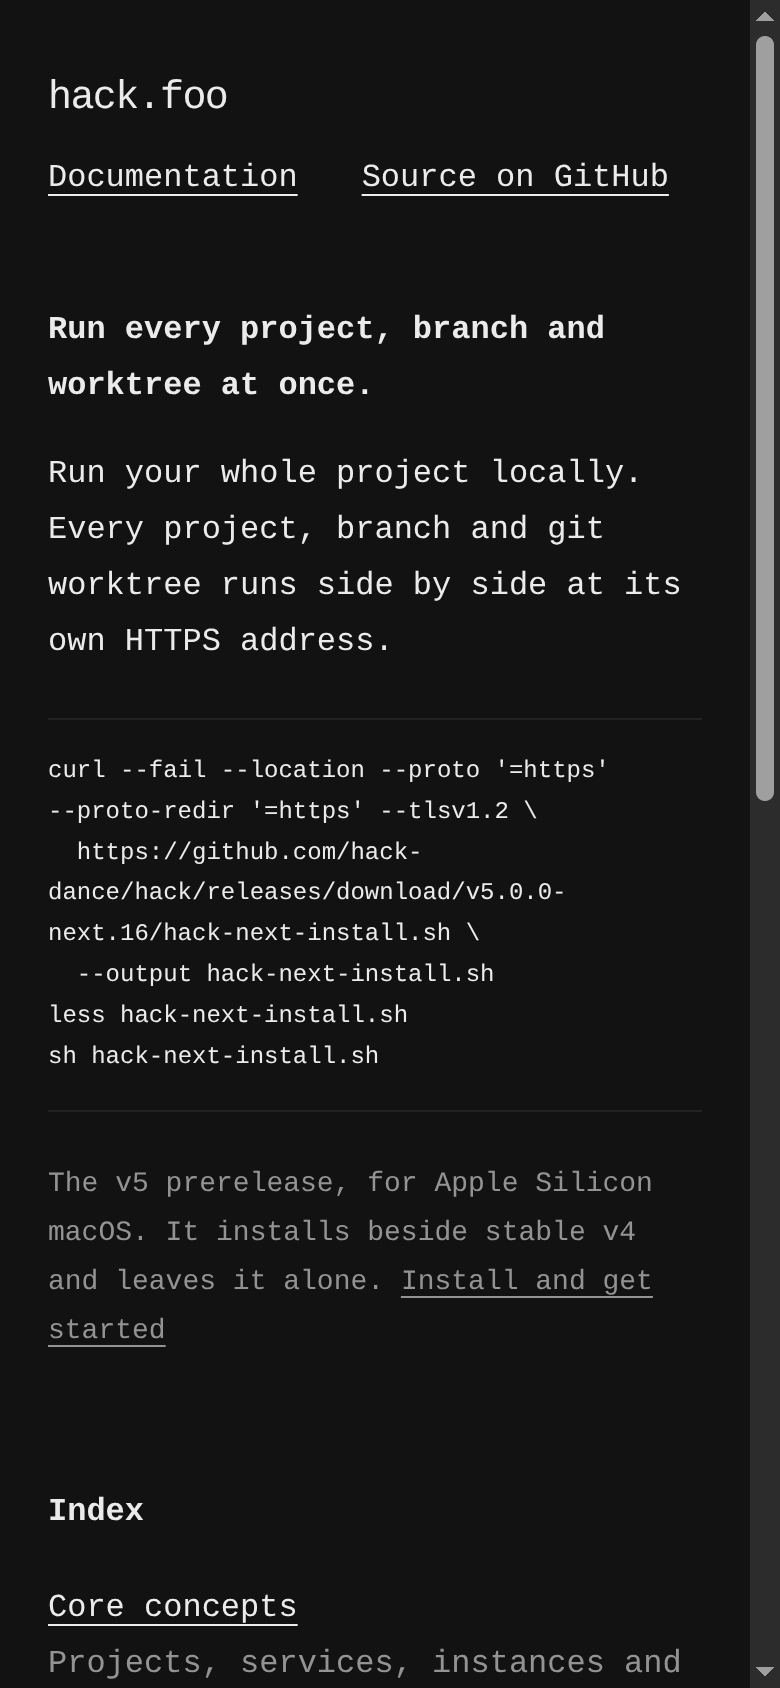 hack.foo
Documentation Source on GitHub
Run every project, branch and
worktree at once.
Run your whole project locally.
Every project, branch and git
worktree runs side by side at its
own HTTPS address.
curl --fail --location --proto '=https'
--proto-redir '=https' --tlsv1.2 \
  https://github.com/hack-
dance/hack/releases/download/v5.0.0-
next.16/hack-next-install.sh \
  --output hack-next-install.sh
less hack-next-install.sh
sh hack-next-install.sh
The v5 prerelease, for Apple Silicon
macOS. It installs beside stable v4
and leaves it alone. Install and get
started
Index
Core concepts
Projects, services, instances and